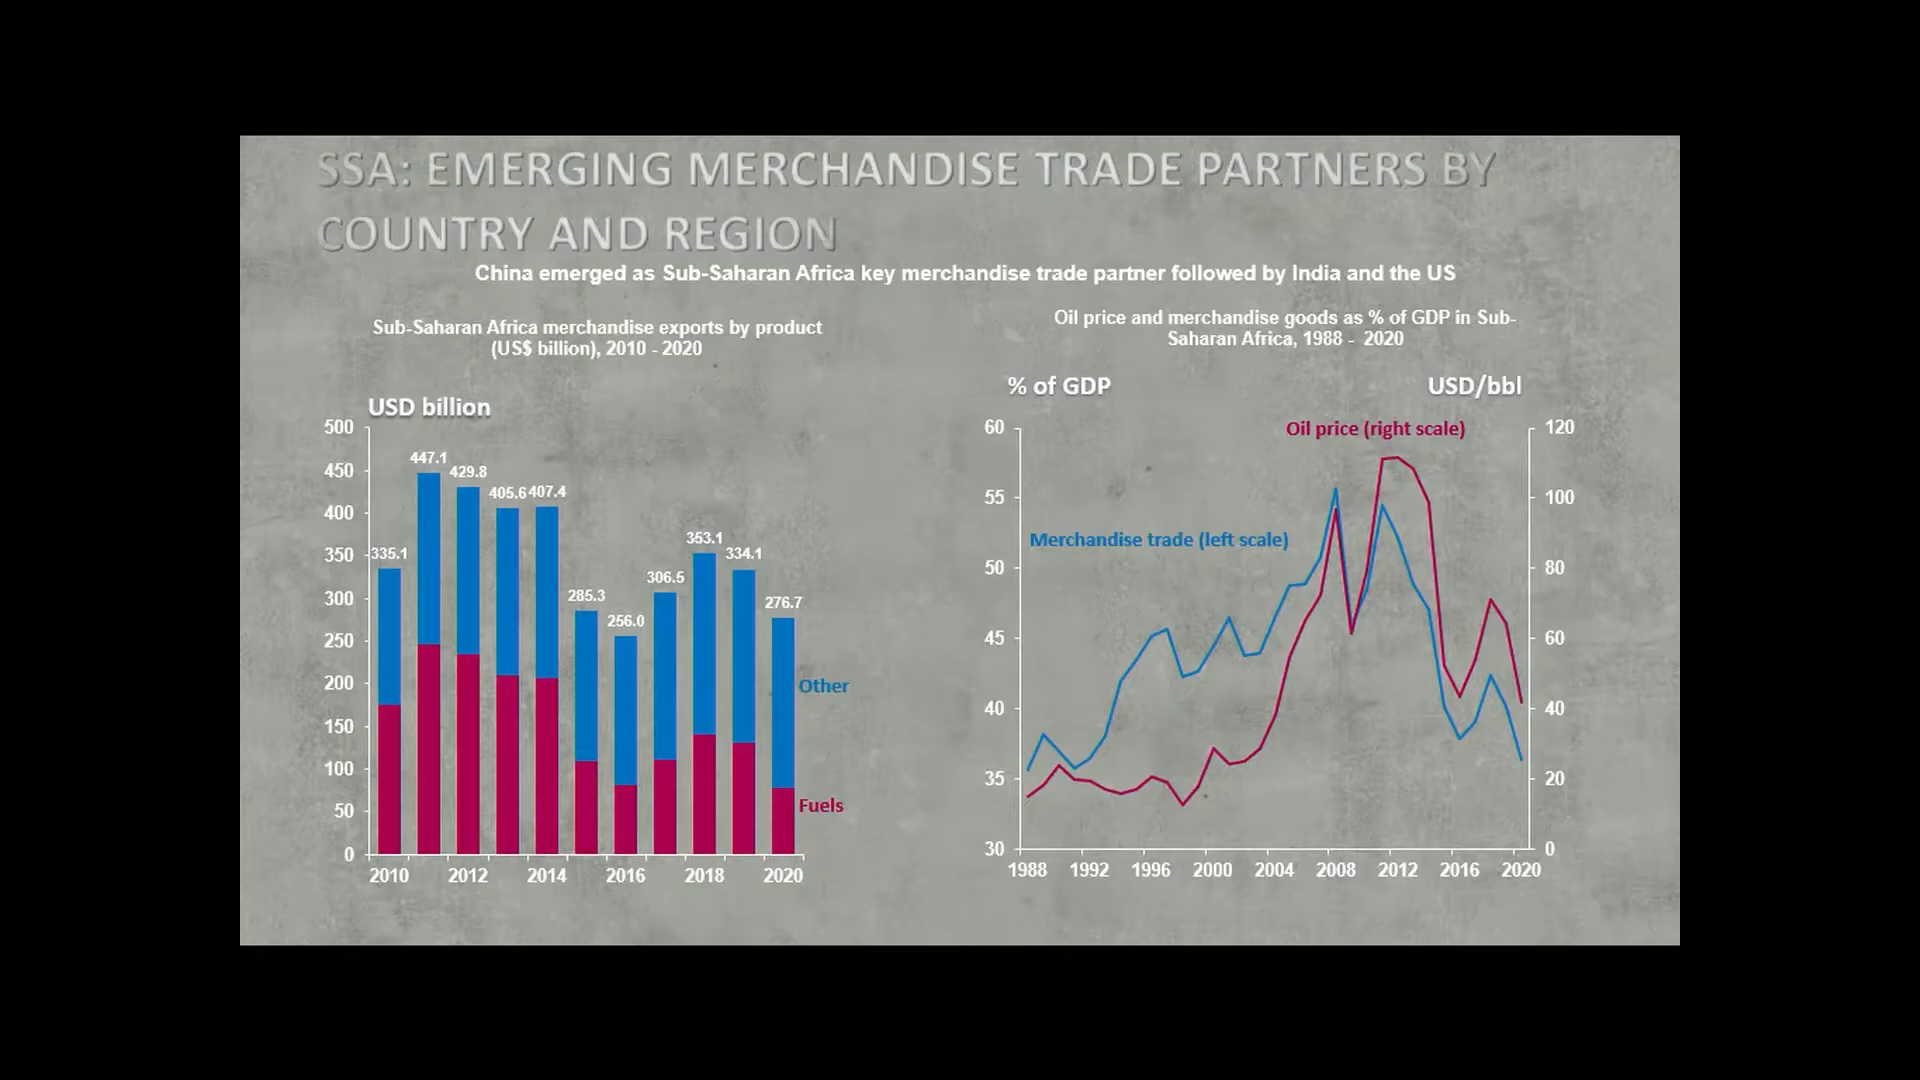 SSA: EMERGING MERCHANDISE TRADE PARTNERS BY
COUNTRY AND REGION
China emerged as Sub-Saharan Africa key merchandise trade partner followed by India and the US
Sub-Saharan Africa merchandise exports by product
(US$ billion), 2010 - 2020
USD billion
500
450
400
350
300
250
200
150
100
50
0
335.1
447.1
429.8
405.6
407.4
285.3
256.0
306.5
353.1
334.1
276.7
Other
Fuels
2010 2012 2014 2016 2018 2020
Oil price and merchandise goods as % of GDP in Sub-
Saharan Africa, 1988 - 2020
% of GDP
USD/bbl
60
55
50
45
40
35
30
Oil price (right scale)
Merchandise trade (left scale)
120
100
80
60
40
20
0
1988 1992 1996 2000 2004 2008 2012 2016 2020